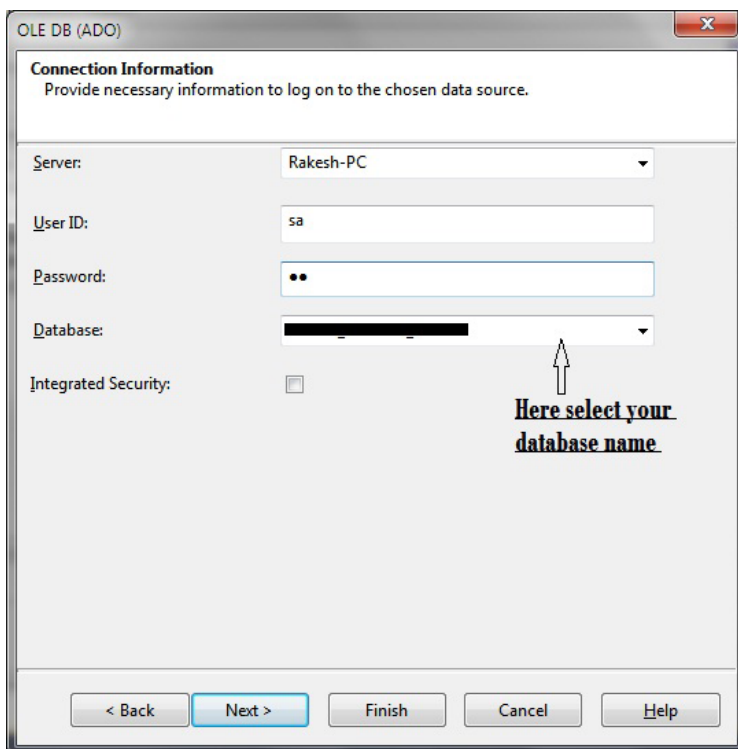 OLE DB (ADO)
Connection Information
Provide necessary information to log on to the chosen data source.
Server: Rakesh-PC
User ID: sa
Password: ●●
Database:
Integrated Security:
Here select your
database name
< Back Next > Finish Cancel Help